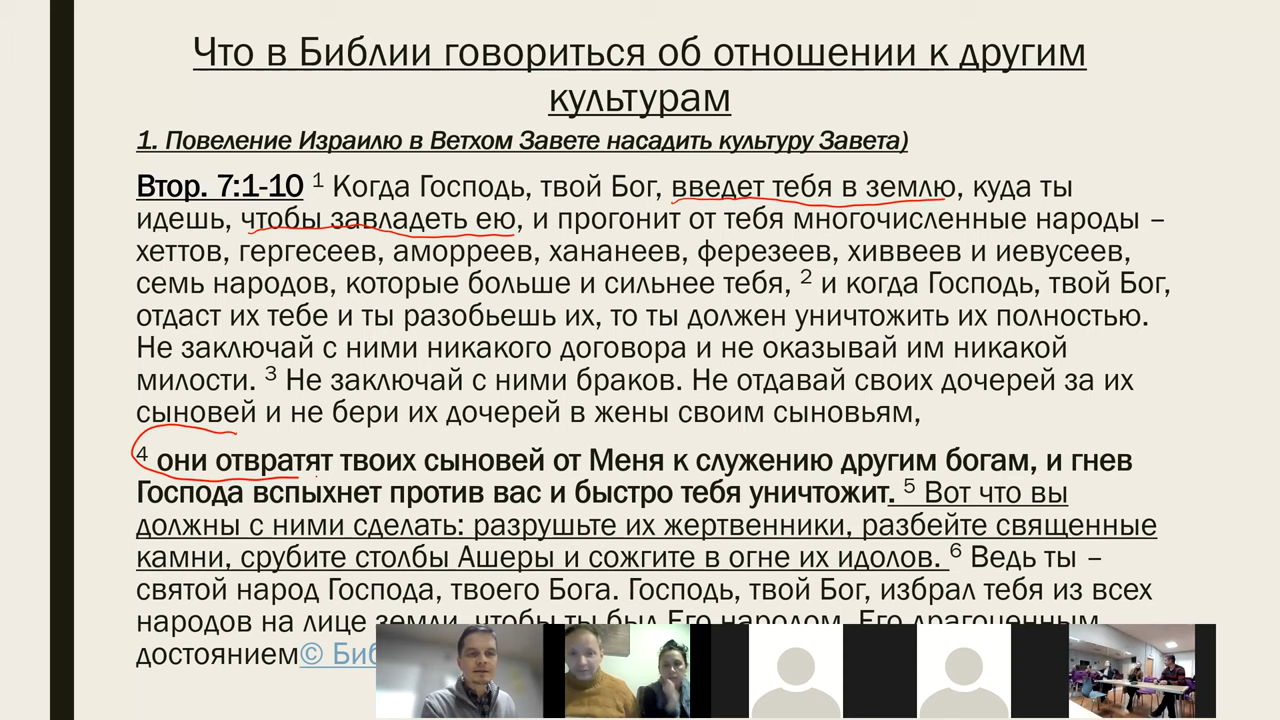 Что в Библии говориться об отношении к другим
культурам
1. Повеление Израилю в Ветхом Завете насадить культуру Завета)
Втор. 7:1-10 ¹ Когда Господь, твой Бог, введет тебя в землю, куда ты
идешь, чтобы завладеть ею, и прогонит от тебя многочисленные народы –
хеттов, гергесеев, аморреев, хананеев, ферезеев, хиввеев и иевусеев,
семь народов, которые больше и сильнее тебя, ² и когда Господь, твой Бог,
отдаст их тебе и ты разобьешь их, то ты должен уничтожить их полностью.
Не заключай с ними никакого договора и не оказывай им никакой
милости. ³ Не заключай с ними браков. Не отдавай своих дочерей за их
сыновей и не бери их дочерей в жены своим сыновьям,
⁴ они отвратят твоих сыновей от Меня к служению другим богам, и гнев
Господа вспыхнет против вас и быстро тебя уничтожит. ⁵ Вот что вы
должны с ними сделать: разрушьте их жертвенники, разбейте священные
камни, срубите столбы Ашеры и сожгите в огне их идолов. ⁶ Ведь ты –
святой народ Господа, твоего Бога. Господь, твой Бог, избрал тебя из всех
народов на лице земли, чтобы ты был Его народом, Его драгоценным
достоянием©